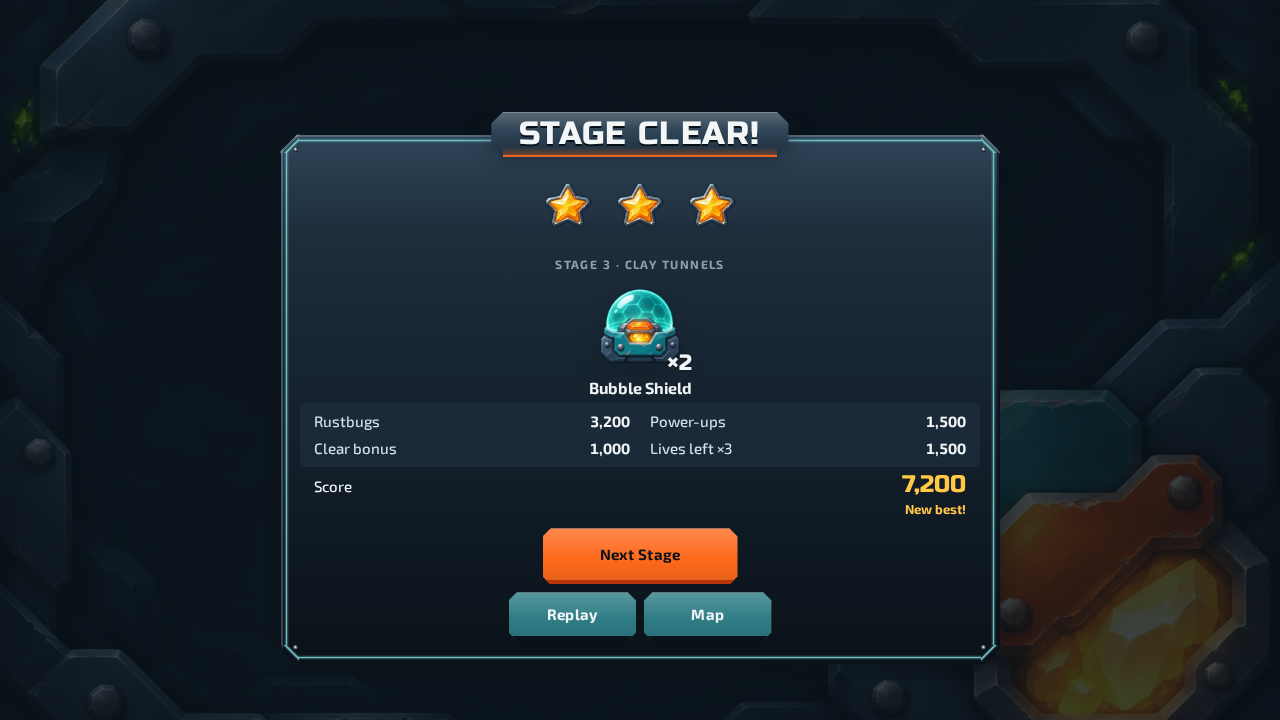 STAGE CLEAR!
STAGE 3 · CLAY TUNNELS
×2
Bubble Shield
Rustbugs 3,200 Power-ups 1,500
Clear bonus 1,000 Lives left ×3 1,500
Score 7,200
New best!
Next Stage
Replay Map